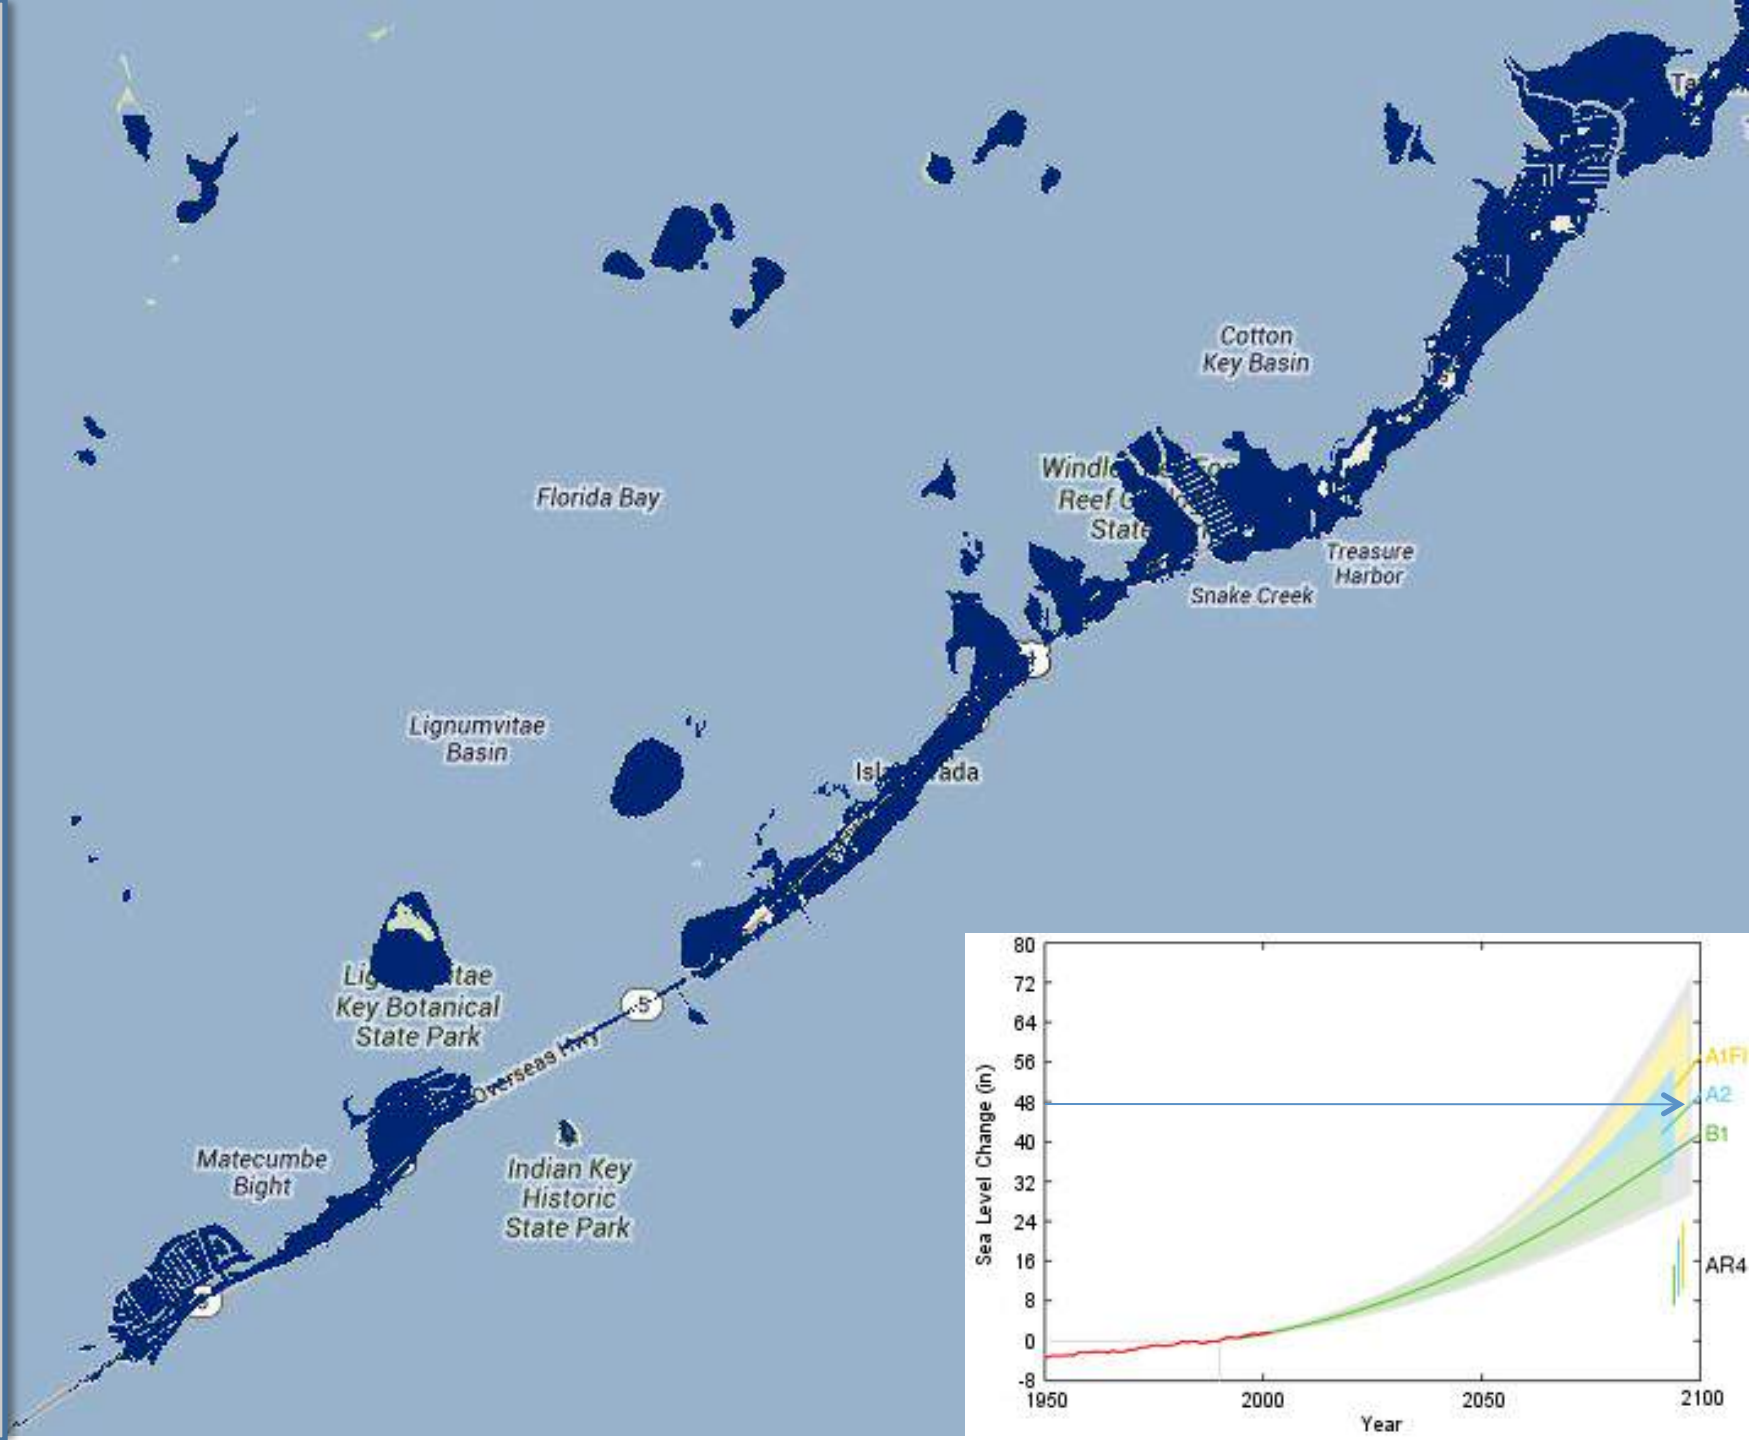 Cotton
Key Basin
Florida Bay
Reef
State
Treasure
Harbor
Snake Creek
Lignumvitae
Basin
Key Botanical
State Park
5
Overseas Hwy
Matecumbe
Bight
Indian Key
Historic
State Park
Sea Level Change (in)
80
72
64
56
48
40
32
24
16
8
0
-8
1950
2000
2050
2100
Year
A1FI
A2
B1
AR4